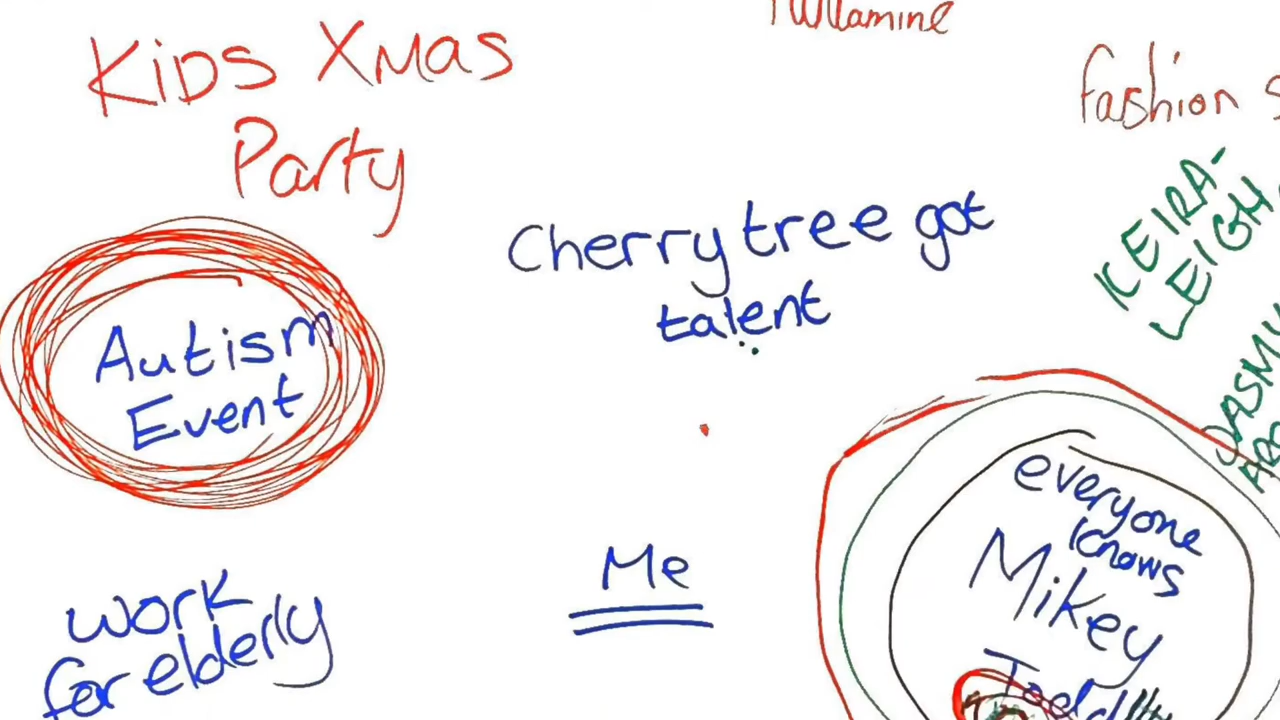 Kids Xmas
Party
Fashion
Cherry tree got
talent
KEIRA-
LEIGH
Autism
Event
everyone
knows
Mikey
Me
work
for elderly